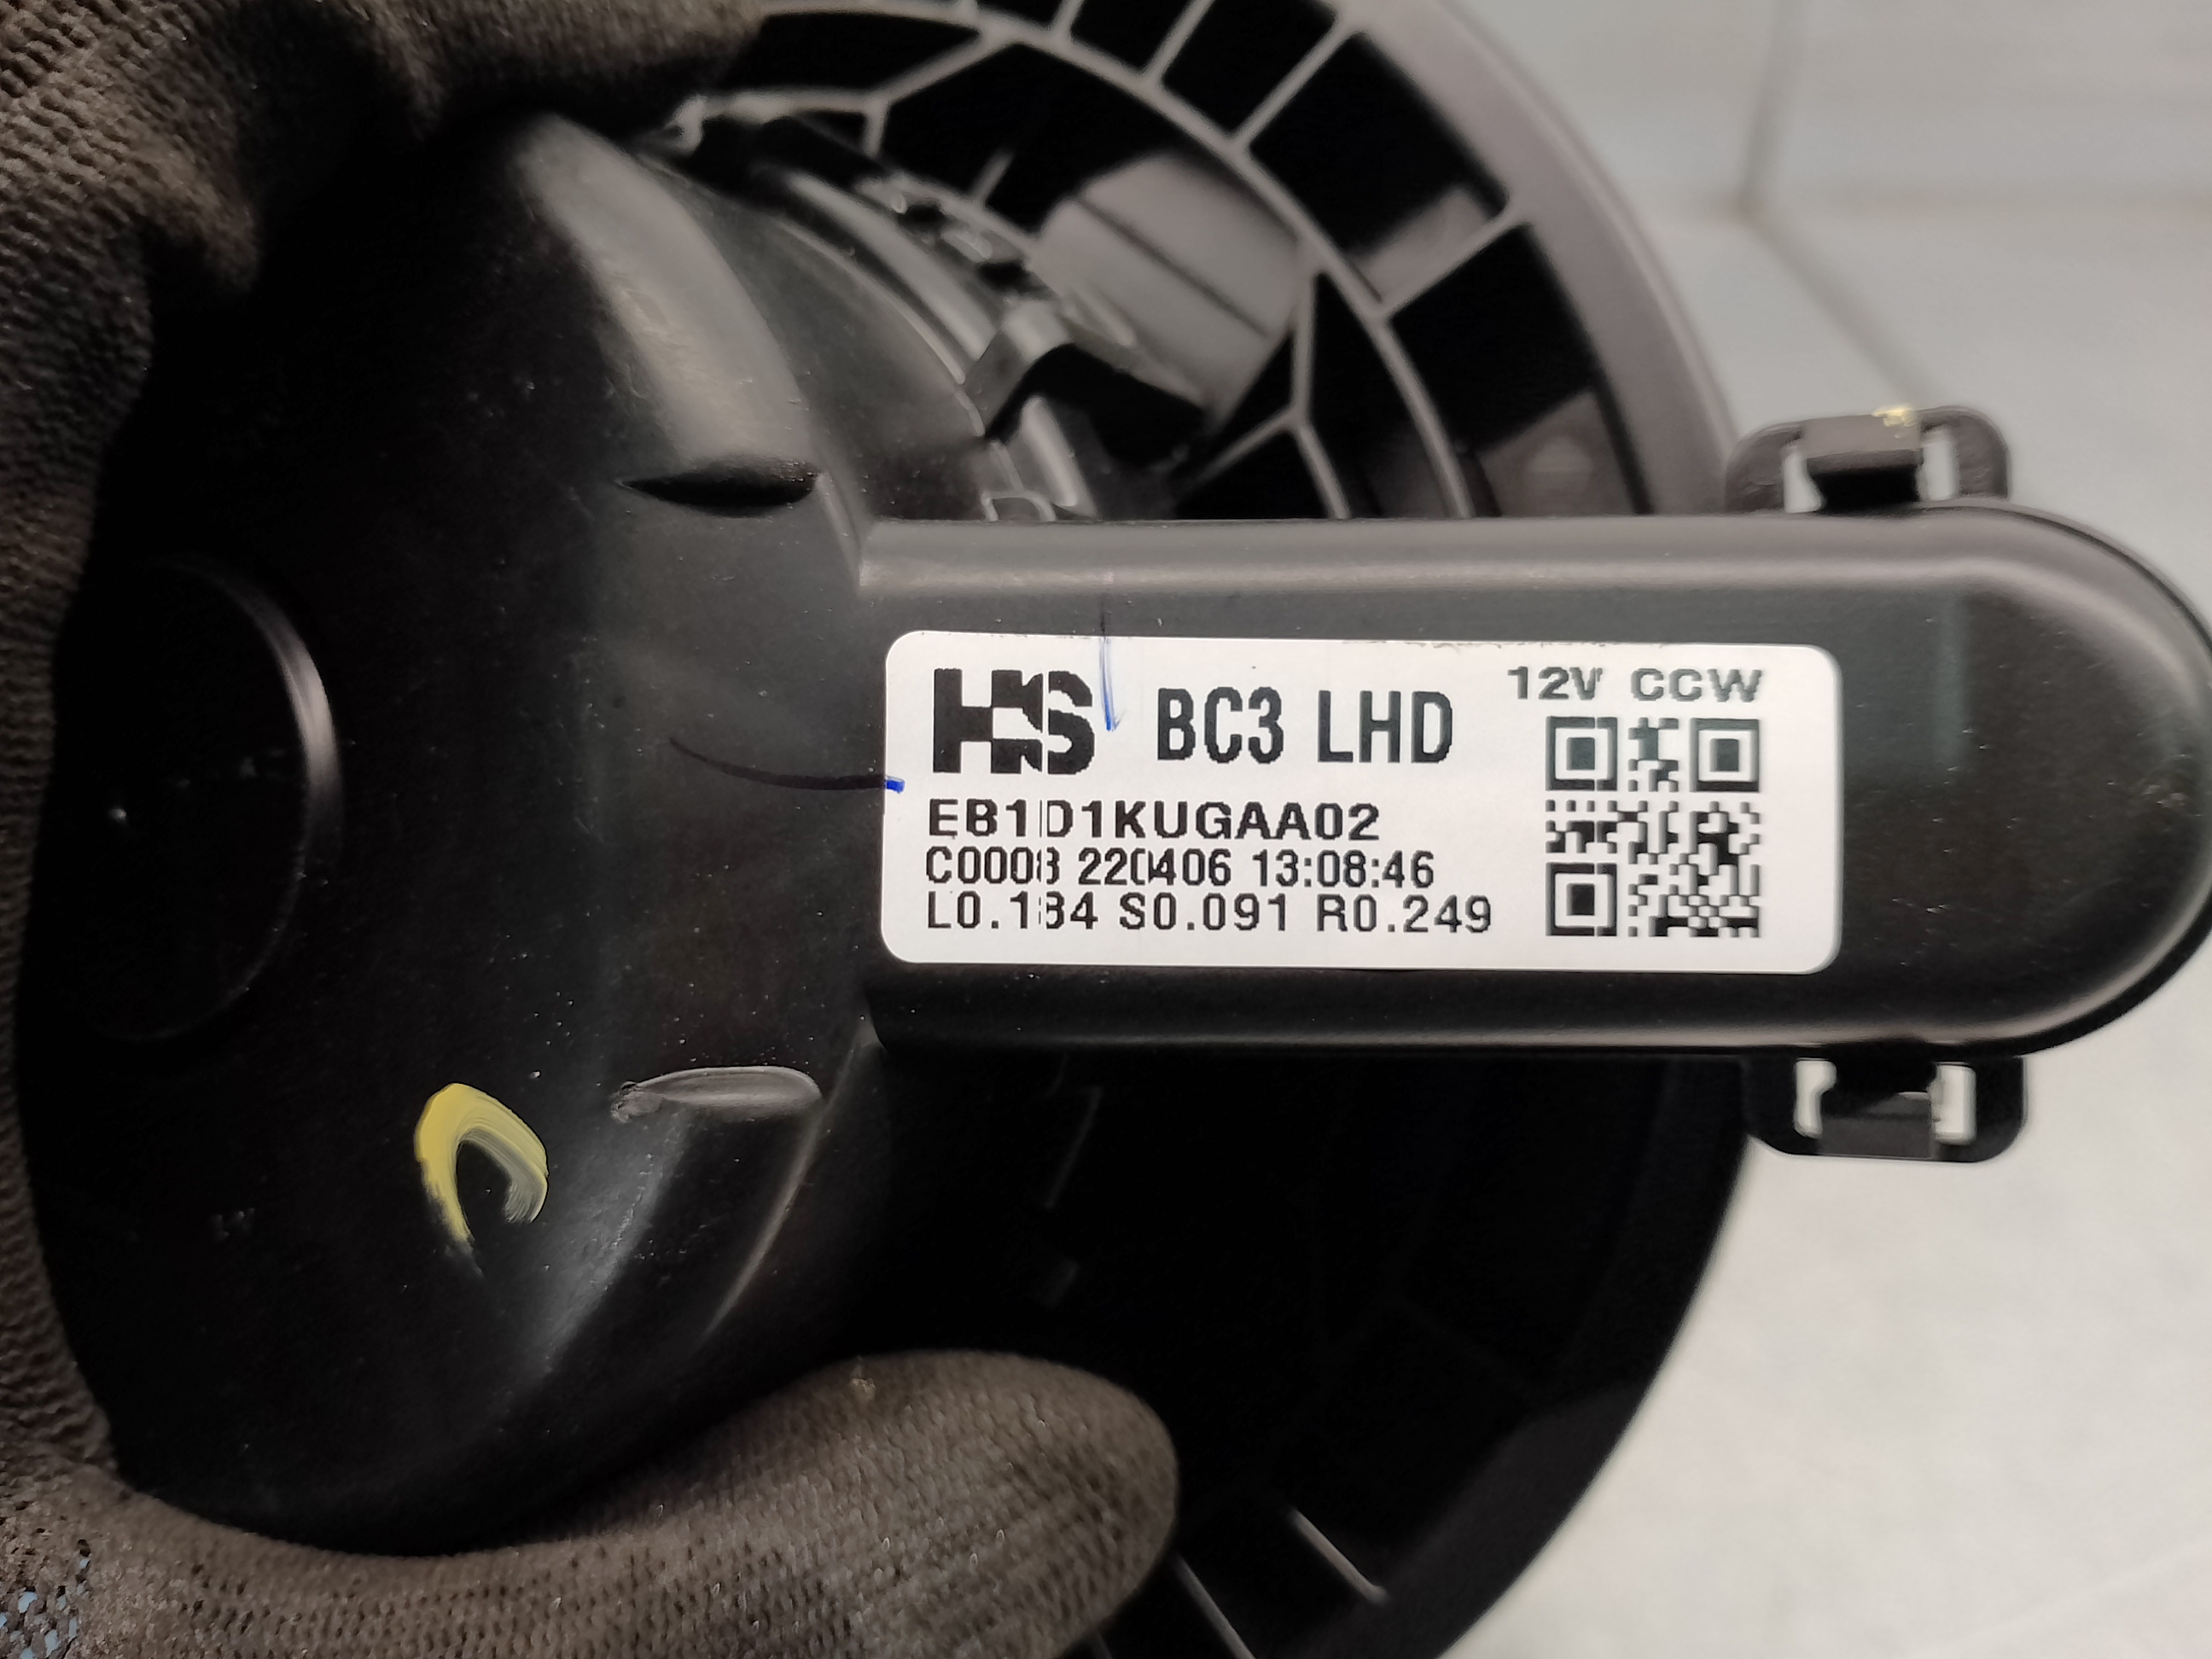 HS BC3 LHD
12V CCW
EB1D1KUGAA02
C0008 220406 13:08:46
L0.184 S0.091 R0.249